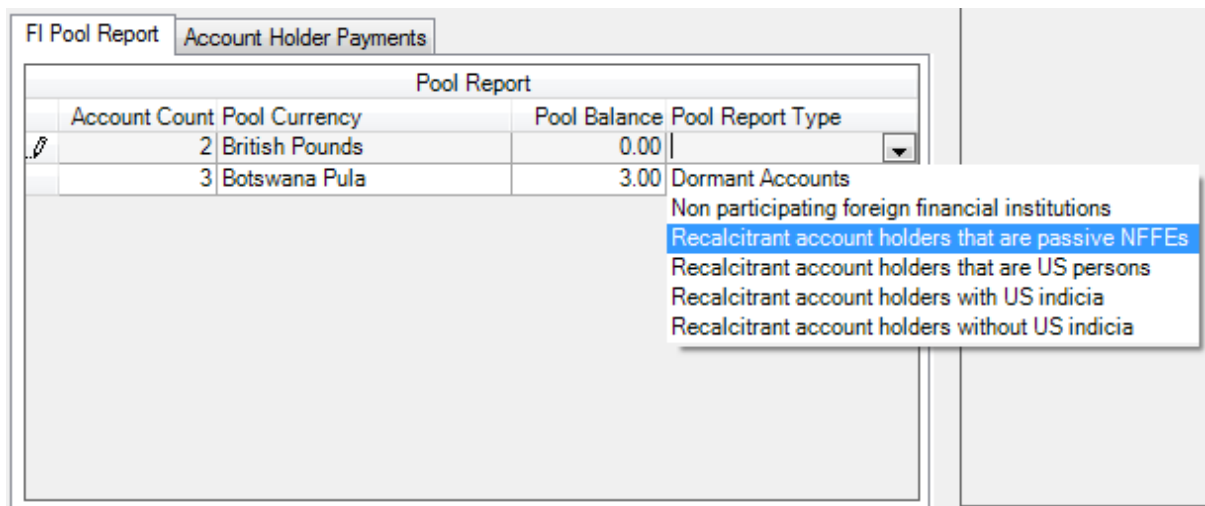 FI Pool Report Account Holder Payments
Pool Report
Account Count Pool Currency Pool Balance Pool Report Type
2 British Pounds 0.00
3 Botswana Pula 3.00 Dormant Accounts
Non participating foreign financial institutions
Recalcitrant account holders that are passive NFFEs
Recalcitrant account holders that are US persons
Recalcitrant account holders with US indicia
Recalcitrant account holders without US indicia